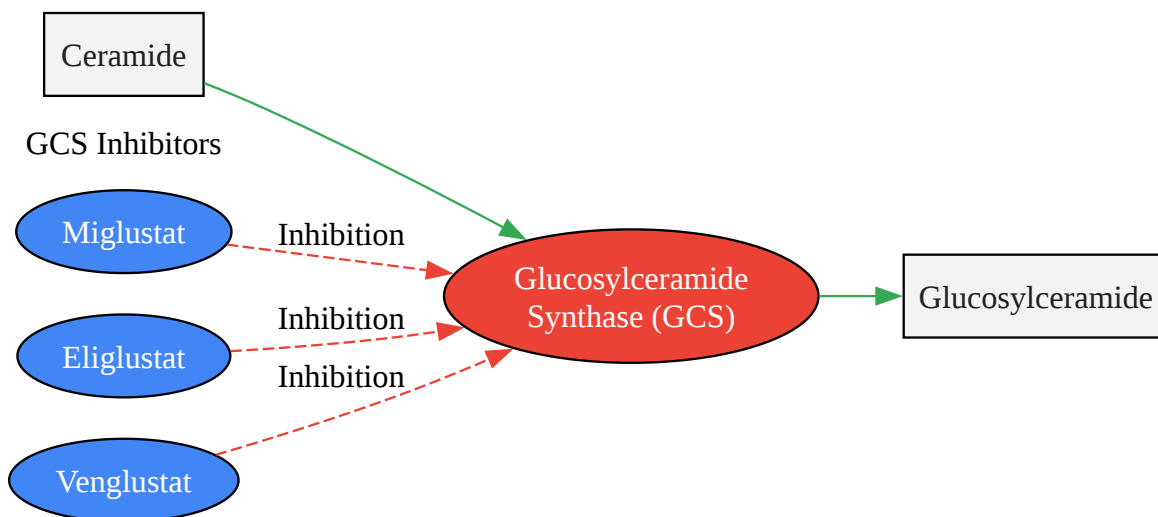 Ceramide
GCS Inhibitors
Miglustat
Inhibition
Eliglustat
Inhibition
Venglustat
Inhibition
Glucosylceramide
Synthase (GCS)
Glucosylceramide